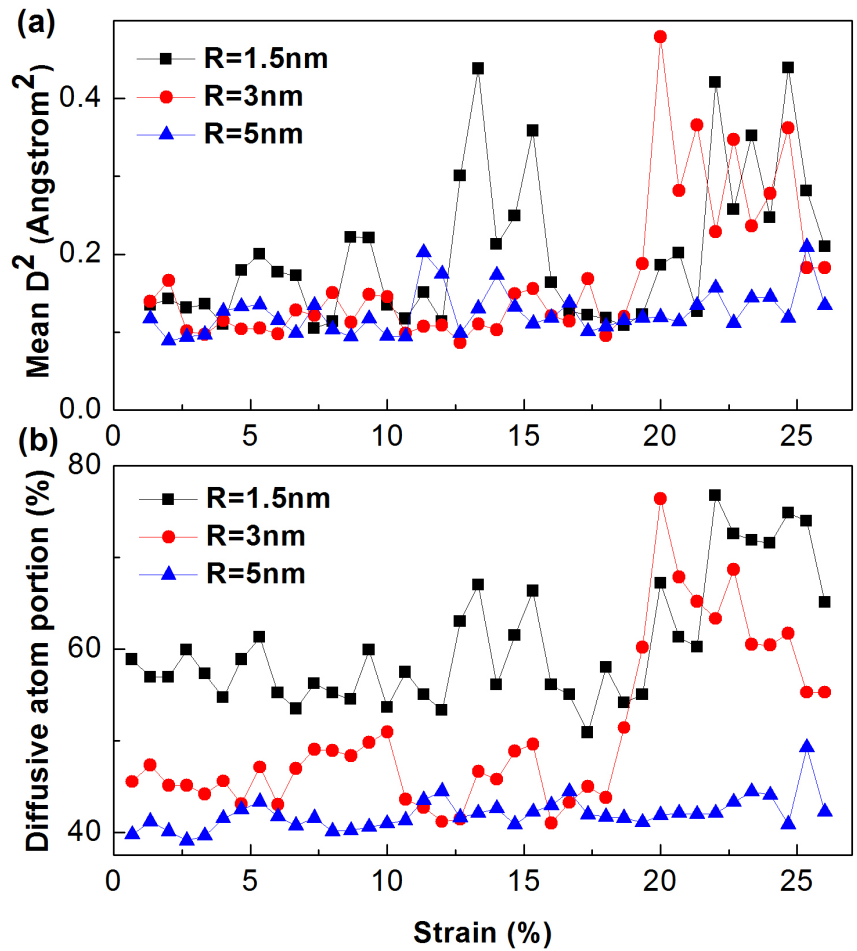 (a)
R=1.5nm
R=3nm
R=5nm
Mean D² (Angstrom²)
0.4
0.2
0.0
0 5 10 15 20 25
(b)
R=1.5nm
R=3nm
R=5nm
Diffusive atom portion (%)
80
60
40
0 5 10 15 20 25
Strain (%)